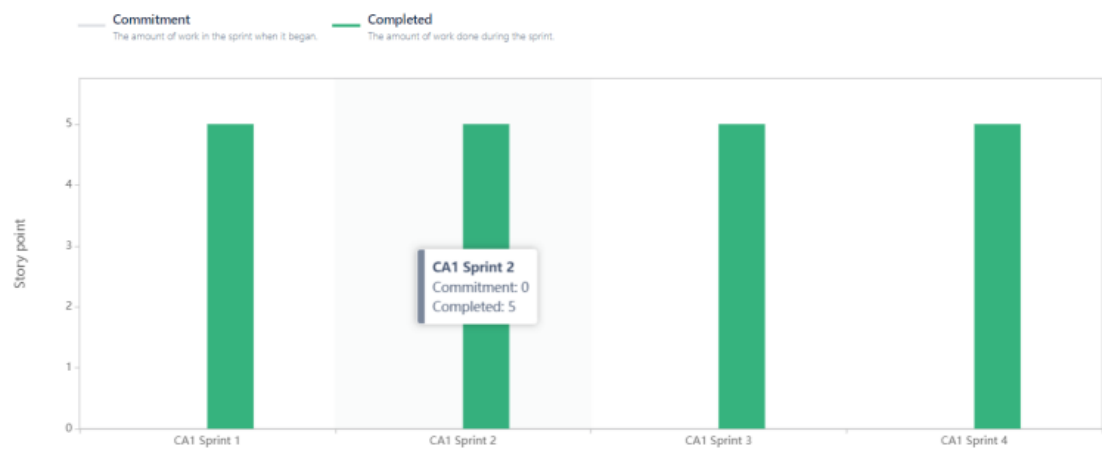 Commitment
The amount of work in the sprint when it began.
Completed
The amount of work done during the sprint.
Story point
5
4
3
2
1
0
CA1 Sprint 2
Commitment: 0
Completed: 5
CA1 Sprint 1
CA1 Sprint 2
CA1 Sprint 3
CA1 Sprint 4